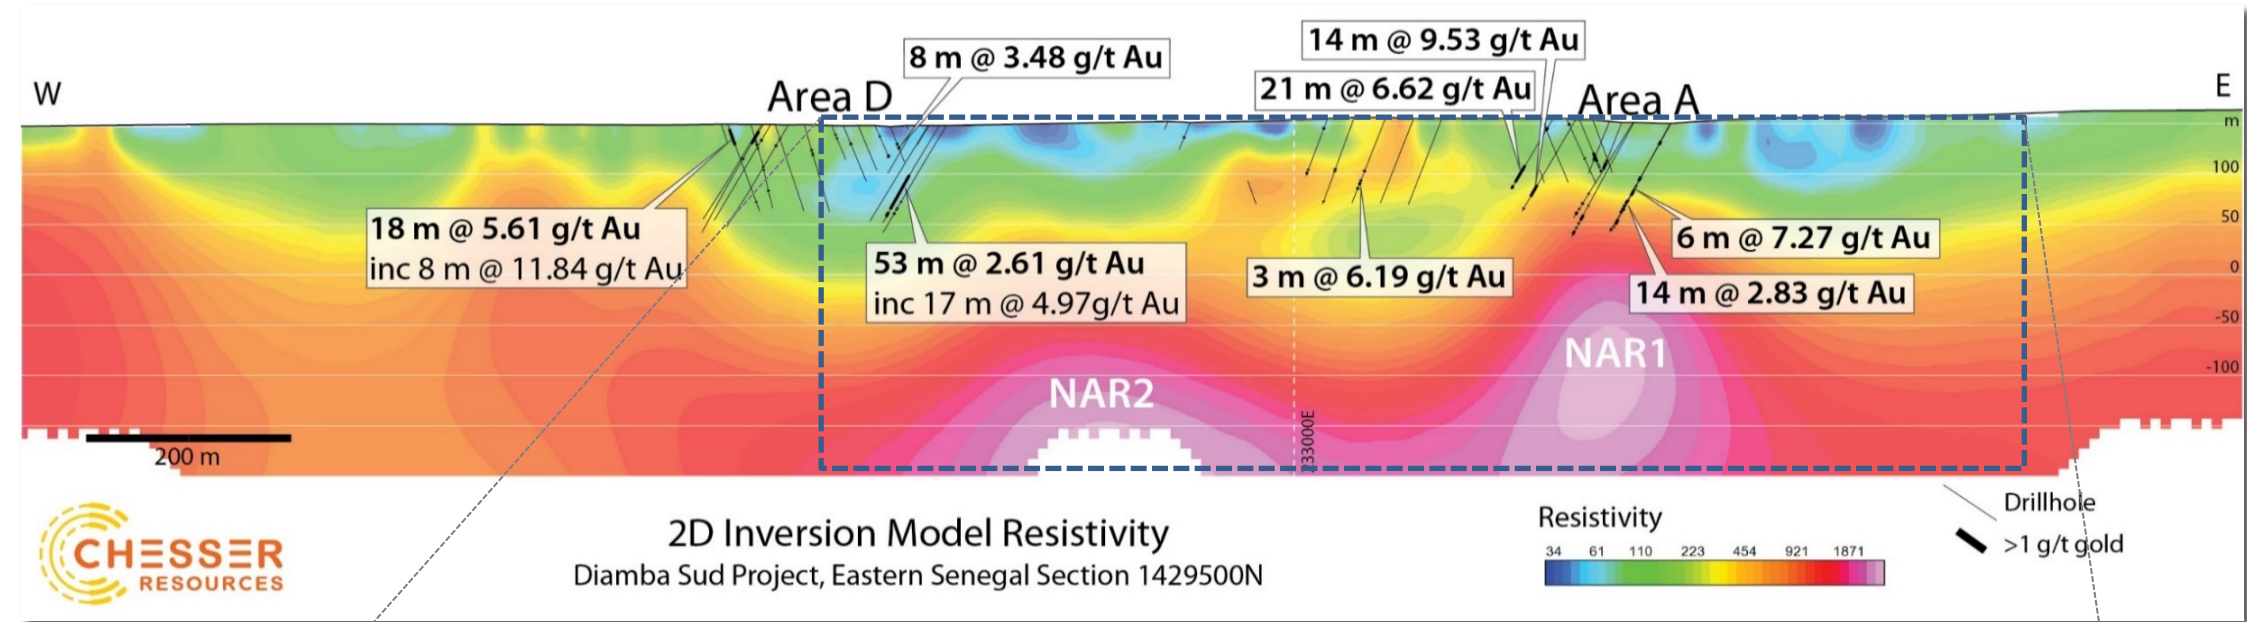 14 m @ 9.53 g/t Au
8 m @ 3.48 g/t Au
21 m @ 6.62 g/t Au
W
Area D
Area A
E
m
100
18 m @ 5.61 g/t Au
inc 8 m @ 11.84 g/t Au
50
6 m @ 7.27 g/t Au
53 m @ 2.61 g/t Au
inc 17 m @ 4.97g/t Au
3 m @ 6.19 g/t Au
0
14 m @ 2.83 g/t Au
-50
NAR1
-100
NAR2
233000E
200 m
CHESSER
RESOURCES
2D Inversion Model Resistivity
Diamba Sud Project, Eastern Senegal Section 1429500N
Resistivity
34 61 110 223 454 921 1871
Drillhole
>1 g/t gold